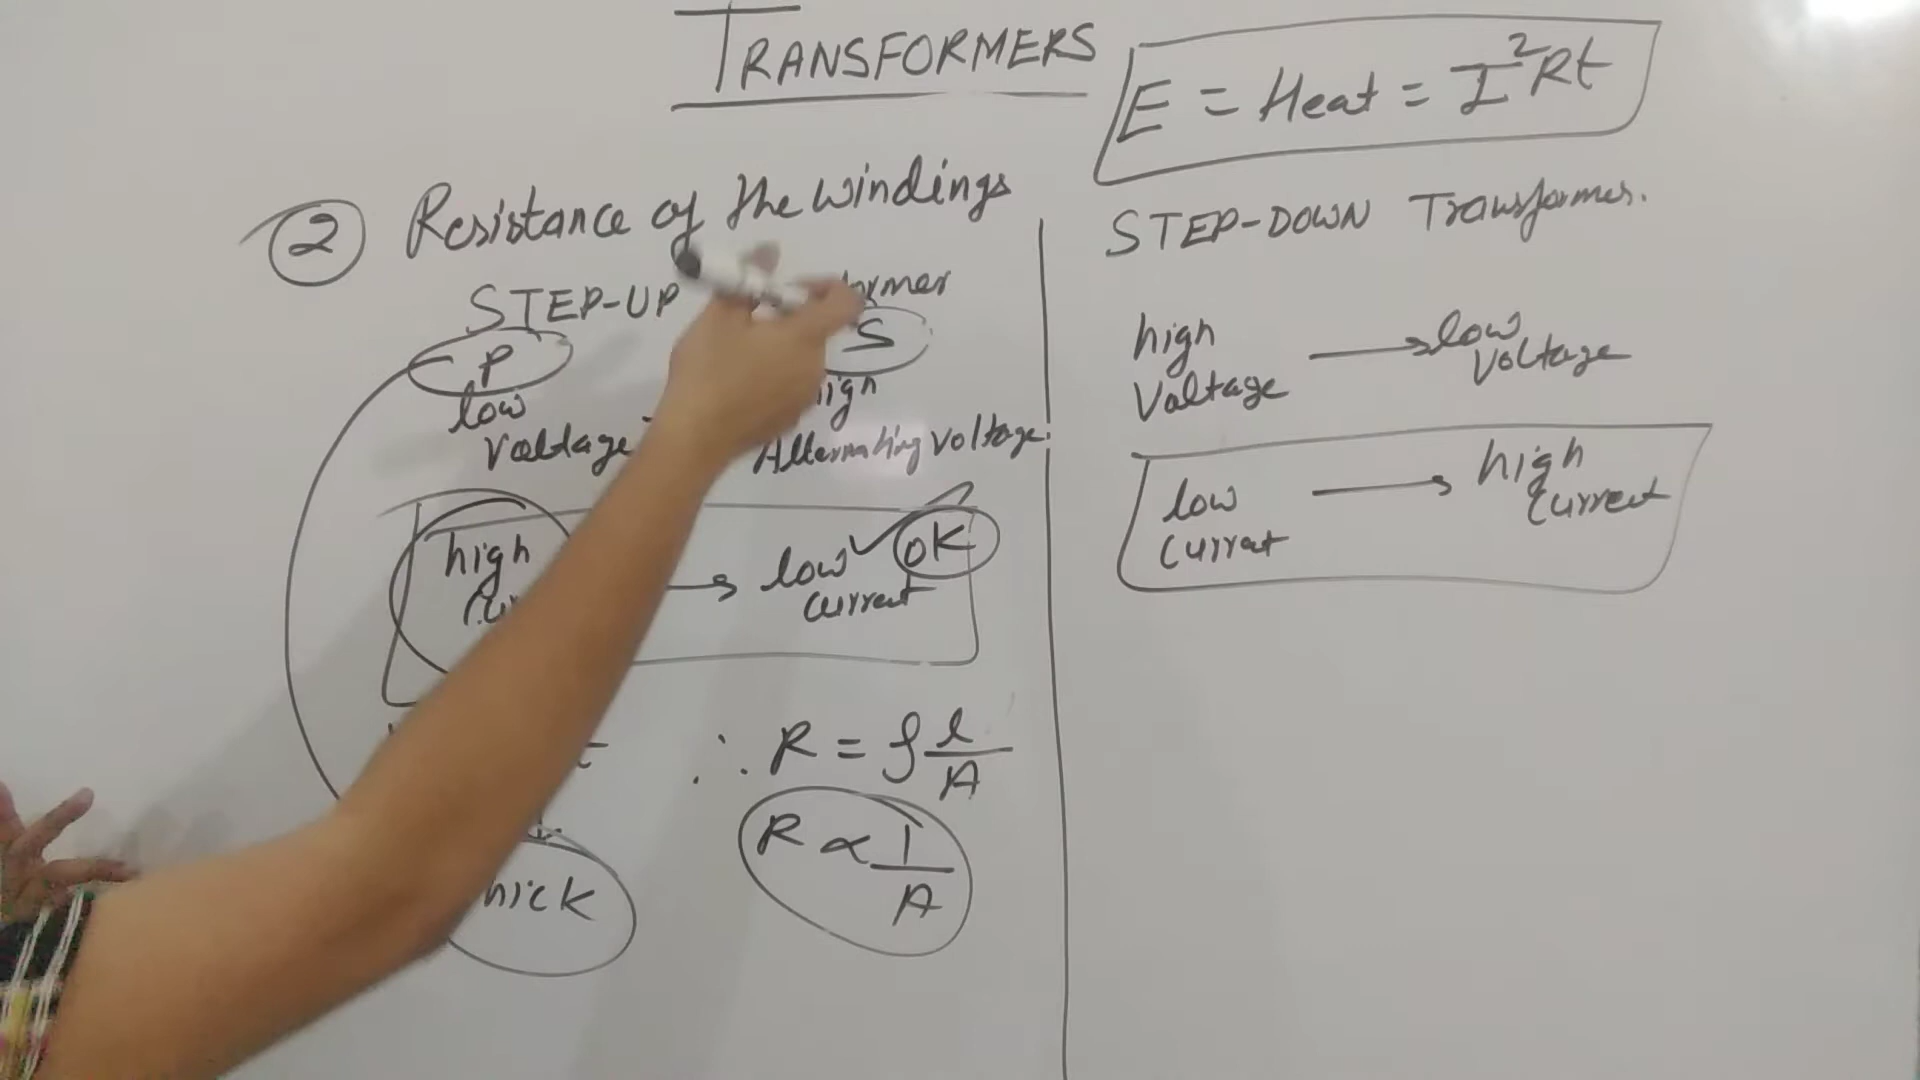 TRANSFORMERS
E = Heat = I²Rt
② Resistance of the windings
STEP-UP
P S
low
Voltage
high
Alternating Voltage.
high
low
current
OK
∴ R = ρ l/A
R ∝ 1/A
STEP-DOWN Transformer.
high
Voltage
→ low
Voltage
low
Current
→ high
Current